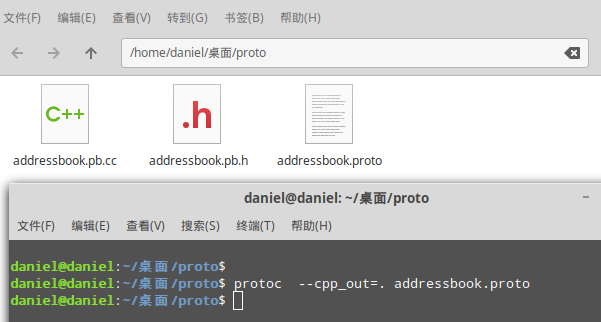 文件(F) 编辑(E) 查看(V) 转到(G) 书签(B) 帮助(H)
/home/daniel/桌面/proto
C++ .h
addressbook.pb.cc addressbook.pb.h addressbook.proto
daniel@daniel: ~/桌面/proto
文件(F) 编辑(E) 查看(V) 搜索(S) 终端(T) 帮助(H)
daniel@daniel:~/桌面/proto$
daniel@daniel:~/桌面/proto$ protoc  --cpp_out=. addressbook.proto
daniel@daniel:~/桌面/proto$